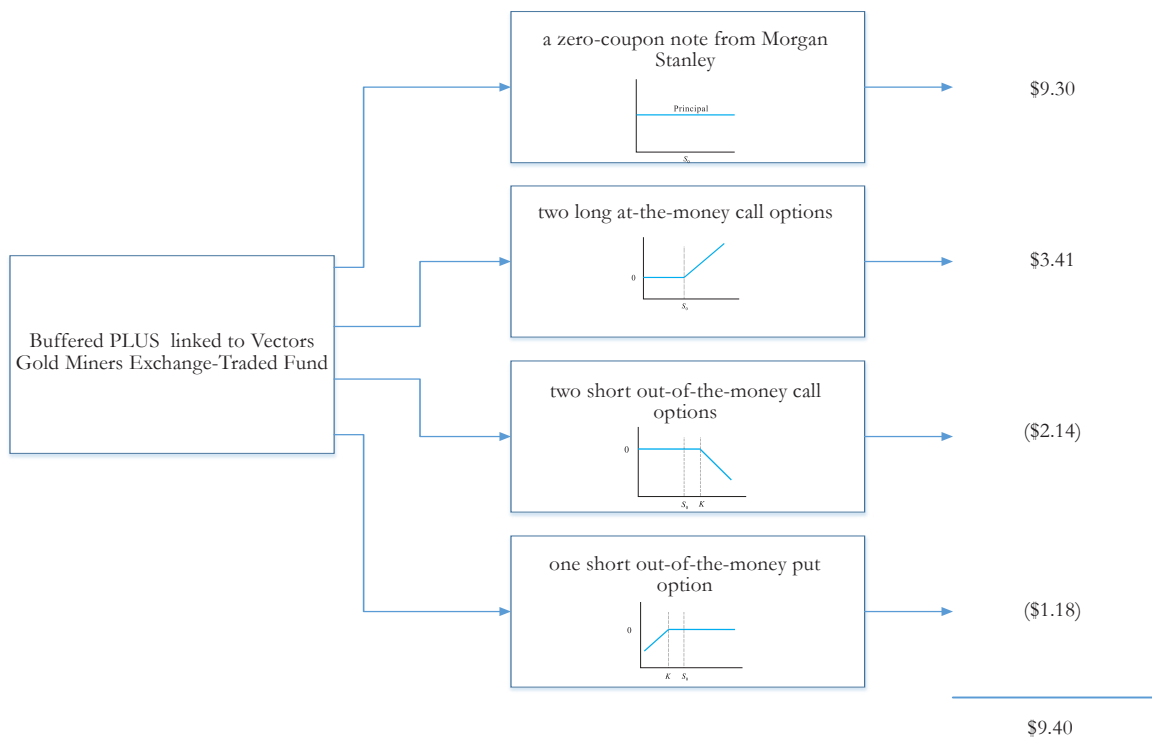 a zero-coupon note from Morgan
Stanley
Principal
S₀
$9.30
two long at-the-money call options
0
S₀
$3.41
Buffered PLUS linked to Vectors
Gold Miners Exchange-Traded Fund
two short out-of-the-money call
options
0
S₀ K
($2.14)
one short out-of-the-money put
option
0
K S₀
($1.18)
$9.40